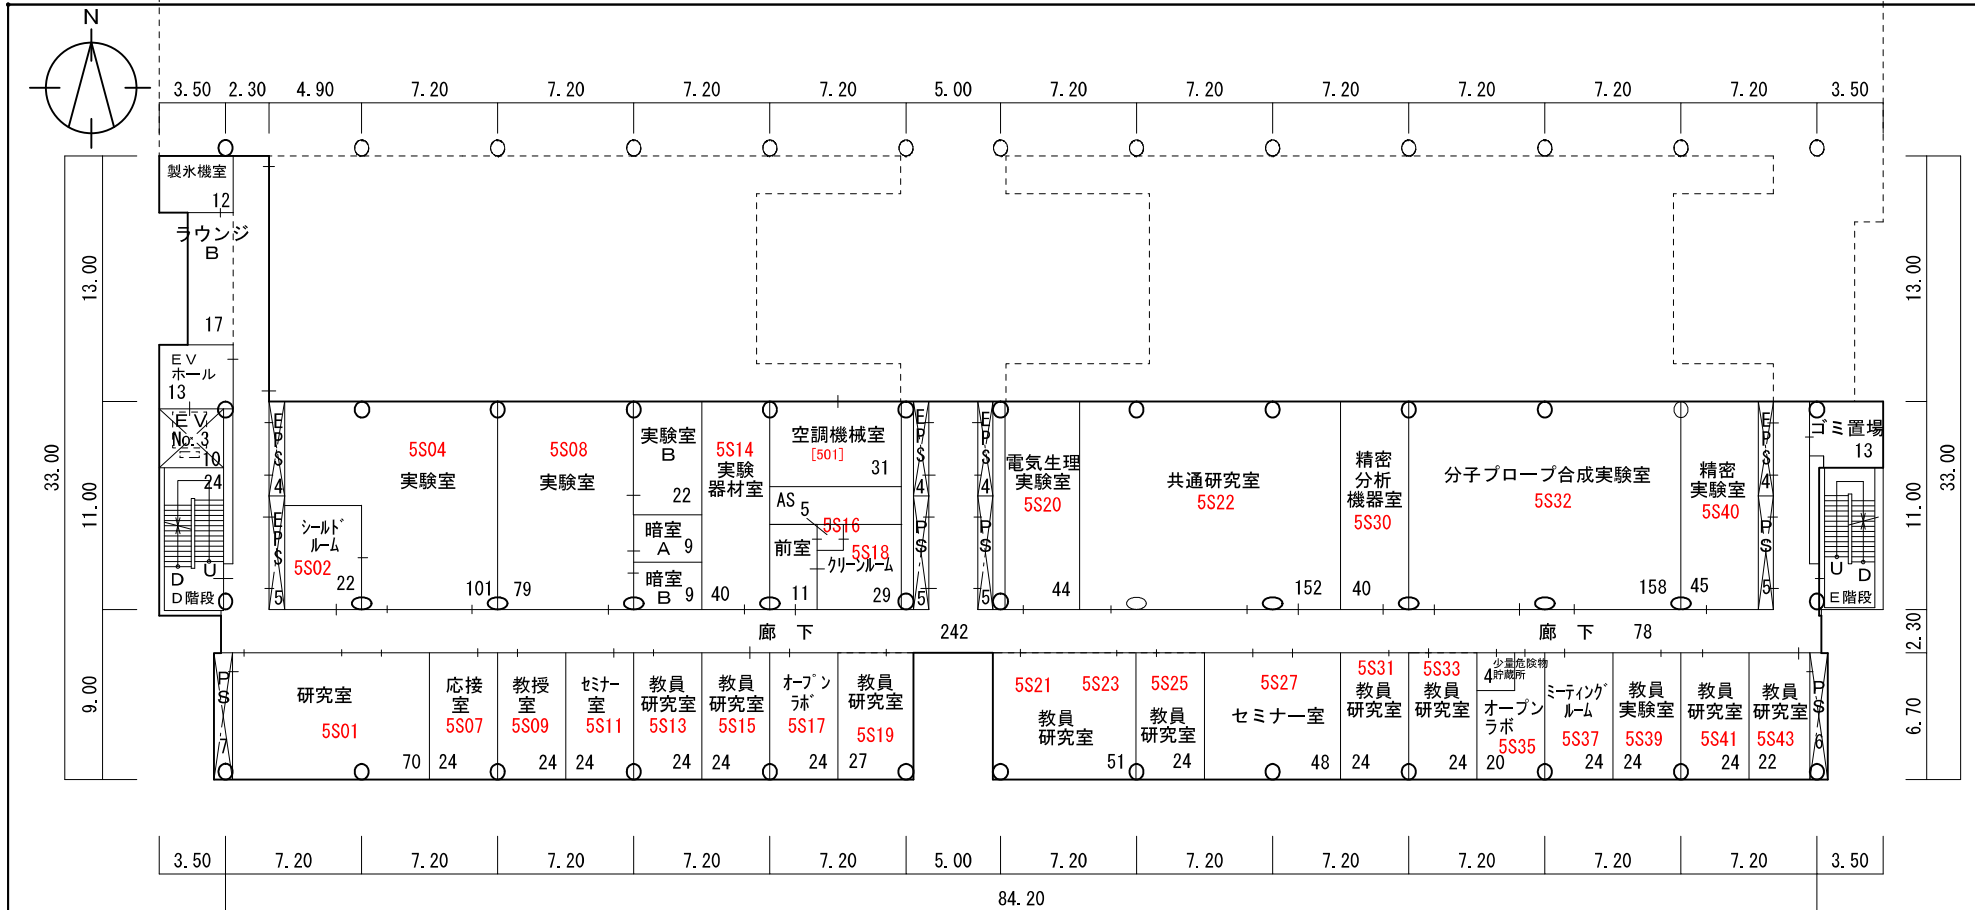 N
3.50 2.30 4.90 7.20 7.20 7.20 7.20 5.00 7.20 7.20 7.20 7.20 7.20 7.20 3.50
33.00
13.00
11.00
9.00
製氷機室
12
ラウンジ
B
17
EV
ホール
13
EV
No.3
10
24
D U
D階段
EPS4
EPS5
5S04
実験室
101
シールド
ルーム
5S02
22
5S08
実験室
79
実験室
B
22
暗室
A 9
暗室
B 9
5S14
実験
器材室
40
空調機械室
[501]
31
AS
5
5S16
前室
11
5S18
クリーンルーム
29
EPS4
PS5
EPS4
PS5
電気生理
実験室
5S20
44
共通研究室
5S22
152
精密
分析
機器室
5S30
40
分子プローブ合成実験室
5S32
158
精密
実験室
5S40
45
EPS4
PS5
ゴミ置場
13
U D
E階段
廊下 242
廊下 78
PS7
研究室
5S01
70
応接
室
5S07
24
教授
室
5S09
24
セミナー
室
5S11
24
教員
研究室
5S13
24
教員
研究室
5S15
24
オープン
ラボ
5S17
24
教員
研究室
5S19
27
5S21 5S23
教員
研究室
51
5S25
教員
研究室
24
5S27
セミナー室
48
5S31
教員
研究室
24
5S33
教員
研究室
24
少量危険物
貯蔵所
4
オープン
ラボ
5S35
20
ミーティング
ルーム
5S37
24
教員
実験室
5S39
24
教員
研究室
5S41
24
教員
研究室
5S43
22
PS6
13.00
11.00
2.30
6.70
33.00
3.50 7.20 7.20 7.20 7.20 7.20 5.00 7.20 7.20 7.20 7.20 7.20 7.20 3.50
84.20